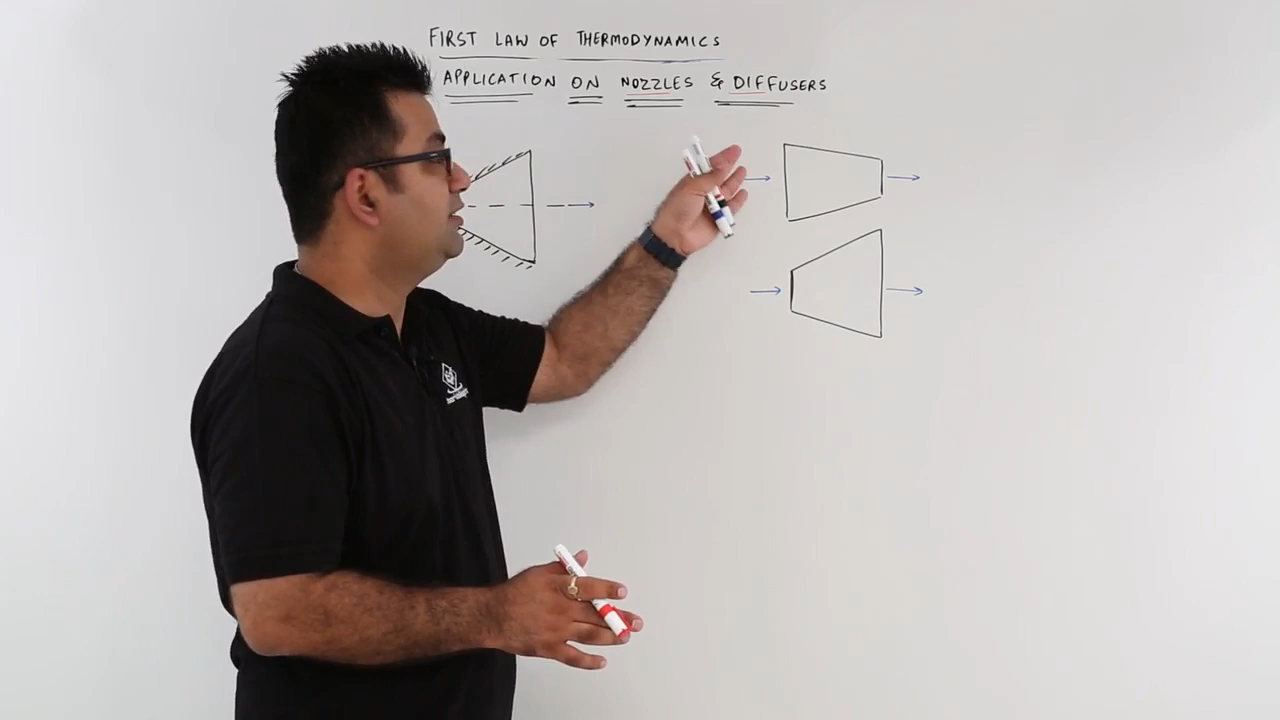 FIRST LAW OF THERMODYNAMICS
APPLICATION ON NOZZLES & DIFFUSERS